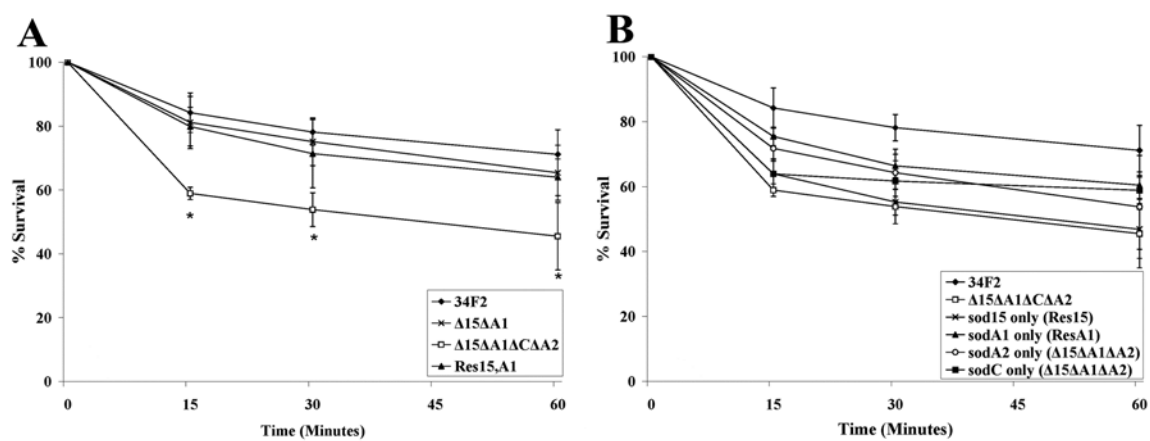 A
% Survival
100
80
60
40
20
0
*
*
*
34F2
Δ15ΔA1
Δ15ΔA1ΔCΔA2
Res15,A1
0 15 30 45 60
Time (Minutes)
B
% Survival
100
80
60
40
20
0
34F2
Δ15ΔA1ΔCΔA2
sod15 only (Res15)
sodA1 only (ResA1)
sodA2 only (Δ15ΔA1ΔA2)
sodC only (Δ15ΔA1ΔA2)
0 15 30 45 60
Time (Minutes)